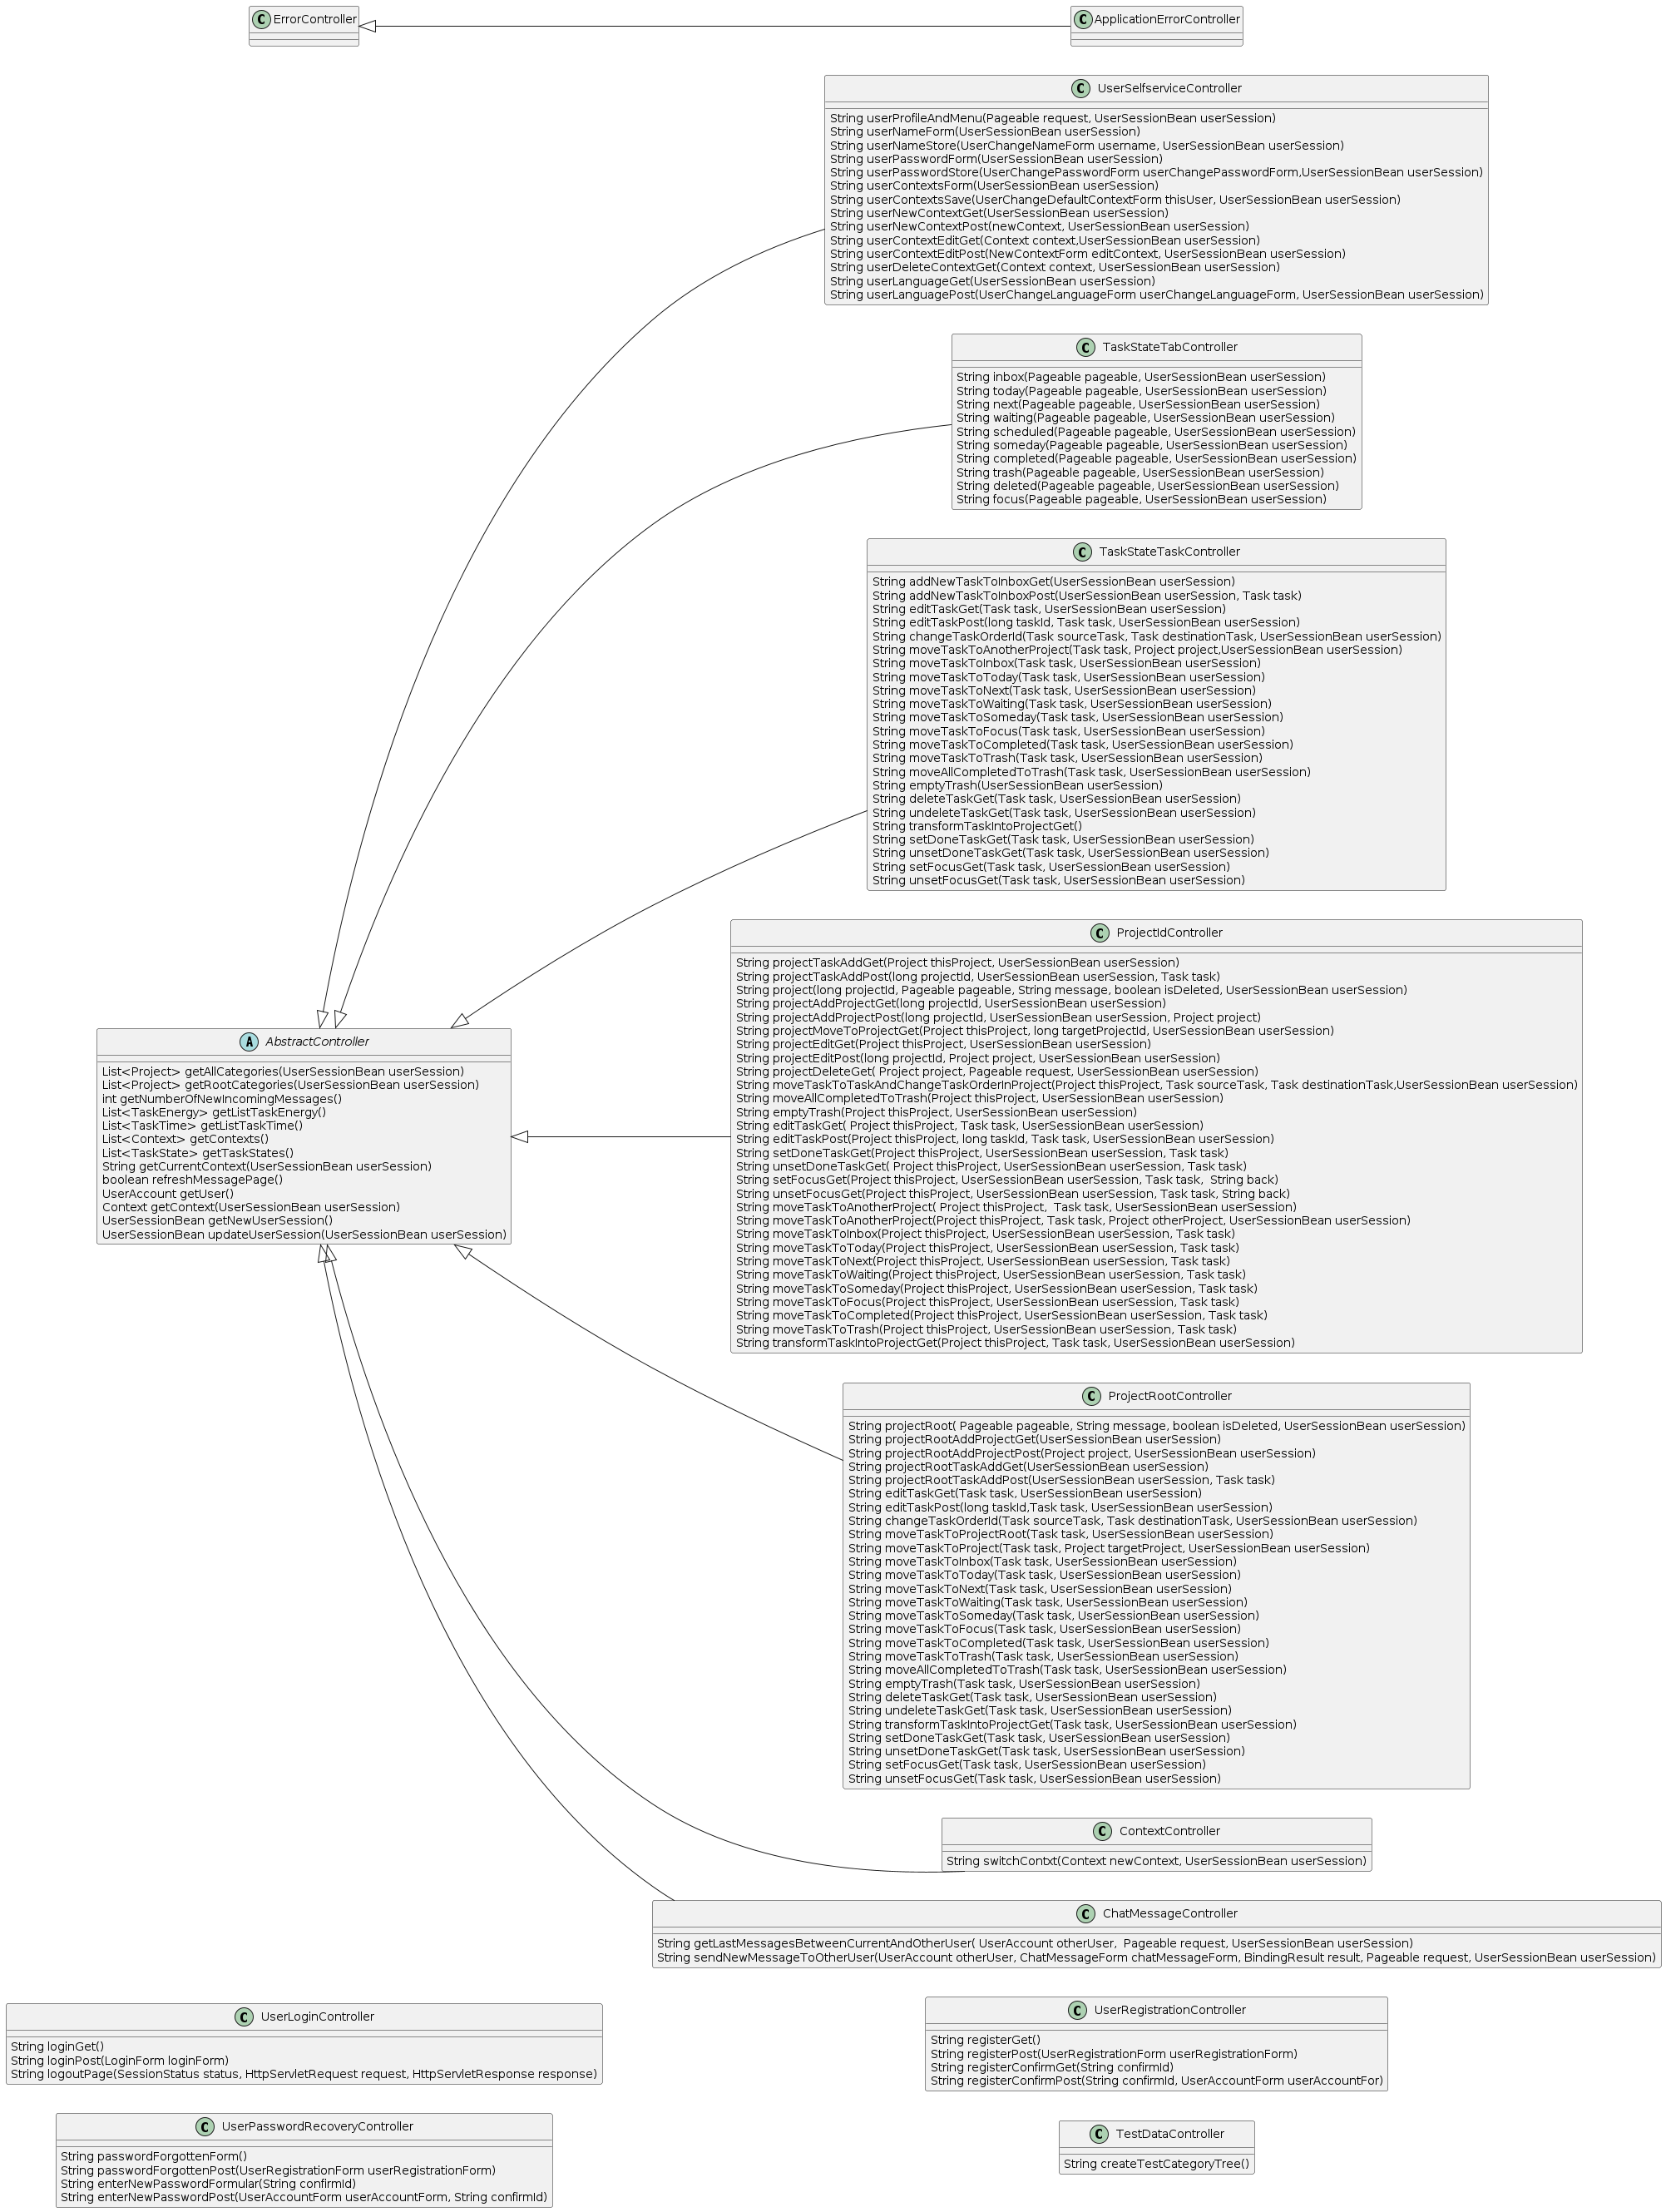 C ErrorController
C ApplicationErrorController
C UserSelfserviceController
String userProfileAndMenu(Pageable request, UserSessionBean userSession)
String userNameForm(UserSessionBean userSession)
String userNameStore(UserChangeNameForm username, UserSessionBean userSession)
String userPasswordForm(UserSessionBean userSession)
String userPasswordStore(UserChangePasswordForm userChangePasswordForm,UserSessionBean userSession)
String userContextsForm(UserSessionBean userSession)
String userContextsSave(UserChangeDefaultContextForm thisUser, UserSessionBean userSession)
String userNewContextGet(UserSessionBean userSession)
String userNewContextPost(newContext, UserSessionBean userSession)
String userContextEditGet(Context context,UserSessionBean userSession)
String userContextEditPost(NewContextForm editContext, UserSessionBean userSession)
String userDeleteContextGet(Context context, UserSessionBean userSession)
String userLanguageGet(UserSessionBean userSession)
String userLanguagePost(UserChangeLanguageForm userChangeLanguageForm, UserSessionBean userSession)
C TaskStateTabController
String inbox(Pageable pageable, UserSessionBean userSession)
String today(Pageable pageable, UserSessionBean userSession)
String next(Pageable pageable, UserSessionBean userSession)
String waiting(Pageable pageable, UserSessionBean userSession)
String scheduled(Pageable pageable, UserSessionBean userSession)
String someday(Pageable pageable, UserSessionBean userSession)
String completed(Pageable pageable, UserSessionBean userSession)
String trash(Pageable pageable, UserSessionBean userSession)
String deleted(Pageable pageable, UserSessionBean userSession)
String focus(Pageable pageable, UserSessionBean userSession)
C TaskStateTaskController
String addNewTaskToInboxGet(UserSessionBean userSession)
String addNewTaskToInboxPost(UserSessionBean userSession, Task task)
String editTaskGet(Task task, UserSessionBean userSession)
String editTaskPost(long taskId, Task task, UserSessionBean userSession)
String changeTaskOrderId(Task sourceTask, Task destinationTask, UserSessionBean userSession)
String moveTaskToAnotherProject(Task task, Project project,UserSessionBean userSession)
String moveTaskToInbox(Task task, UserSessionBean userSession)
String moveTaskToToday(Task task, UserSessionBean userSession)
String moveTaskToNext(Task task, UserSessionBean userSession)
String moveTaskToWaiting(Task task, UserSessionBean userSession)
String moveTaskToSomeday(Task task, UserSessionBean userSession)
String moveTaskToFocus(Task task, UserSessionBean userSession)
String moveTaskToCompleted(Task task, UserSessionBean userSession)
String moveTaskToTrash(Task task, UserSessionBean userSession)
String moveAllCompletedToTrash(Task task, UserSessionBean userSession)
String emptyTrash(UserSessionBean userSession)
String deleteTaskGet(Task task, UserSessionBean userSession)
String undeleteTaskGet(Task task, UserSessionBean userSession)
String transformTaskIntoProjectGet()
String setDoneTaskGet(Task task, UserSessionBean userSession)
String unsetDoneTaskGet(Task task, UserSessionBean userSession)
String setFocusGet(Task task, UserSessionBean userSession)
String unsetFocusGet(Task task, UserSessionBean userSession)
A AbstractController
List<Project> getAllCategories(UserSessionBean userSession)
List<Project> getRootCategories(UserSessionBean userSession)
int getNumberOfNewIncomingMessages()
List<TaskEnergy> getListTaskEnergy()
List<TaskTime> getListTaskTime()
List<Context> getContexts()
List<TaskState> getTaskStates()
String getCurrentContext(UserSessionBean userSession)
boolean refreshMessagePage()
UserAccount getUser()
Context getContext(UserSessionBean userSession)
UserSessionBean getNewUserSession()
UserSessionBean updateUserSession(UserSessionBean userSession)
C ProjectIdController
String projectTaskAddGet(Project thisProject, UserSessionBean userSession)
String projectTaskAddPost(long projectId, UserSessionBean userSession, Task task)
String project(long projectId, Pageable pageable, String message, boolean isDeleted, UserSessionBean userSession)
String projectAddProjectGet(long projectId, UserSessionBean userSession)
String projectAddProjectPost(long projectId, UserSessionBean userSession, Project project)
String projectMoveToProjectGet(Project thisProject, long targetProjectId, UserSessionBean userSession)
String projectEditGet(Project thisProject, UserSessionBean userSession)
String projectEditPost(long projectId, Project project, UserSessionBean userSession)
String projectDeleteGet( Project project, Pageable request, UserSessionBean userSession)
String moveTaskToTaskAndChangeTaskOrderInProject(Project thisProject, Task sourceTask, Task destinationTask,UserSessionBean userSession)
String moveAllCompletedToTrash(Project thisProject, UserSessionBean userSession)
String emptyTrash(Project thisProject, UserSessionBean userSession)
String editTaskGet( Project thisProject, Task task, UserSessionBean userSession)
String editTaskPost(Project thisProject, long taskId, Task task, UserSessionBean userSession)
String setDoneTaskGet(Project thisProject, UserSessionBean userSession, Task task)
String unsetDoneTaskGet( Project thisProject, UserSessionBean userSession, Task task)
String setFocusGet(Project thisProject, UserSessionBean userSession, Task task,  String back)
String unsetFocusGet(Project thisProject, UserSessionBean userSession, Task task, String back)
String moveTaskToAnotherProject( Project thisProject,  Task task, UserSessionBean userSession)
String moveTaskToAnotherProject(Project thisProject, Task task, Project otherProject, UserSessionBean userSession)
String moveTaskToInbox(Project thisProject, UserSessionBean userSession, Task task)
String moveTaskToToday(Project thisProject, UserSessionBean userSession, Task task)
String moveTaskToNext(Project thisProject, UserSessionBean userSession, Task task)
String moveTaskToWaiting(Project thisProject, UserSessionBean userSession, Task task)
String moveTaskToSomeday(Project thisProject, UserSessionBean userSession, Task task)
String moveTaskToFocus(Project thisProject, UserSessionBean userSession, Task task)
String moveTaskToCompleted(Project thisProject, UserSessionBean userSession, Task task)
String moveTaskToTrash(Project thisProject, UserSessionBean userSession, Task task)
String transformTaskIntoProjectGet(Project thisProject, Task task, UserSessionBean userSession)
C ProjectRootController
String projectRoot( Pageable pageable, String message, boolean isDeleted, UserSessionBean userSession)
String projectRootAddProjectGet(UserSessionBean userSession)
String projectRootAddProjectPost(Project project, UserSessionBean userSession)
String projectRootTaskAddGet(UserSessionBean userSession)
String projectRootTaskAddPost(UserSessionBean userSession, Task task)
String editTaskGet(Task task, UserSessionBean userSession)
String editTaskPost(long taskId,Task task, UserSessionBean userSession)
String changeTaskOrderId(Task sourceTask, Task destinationTask, UserSessionBean userSession)
String moveTaskToProjectRoot(Task task, UserSessionBean userSession)
String moveTaskToProject(Task task, Project targetProject, UserSessionBean userSession)
String moveTaskToInbox(Task task, UserSessionBean userSession)
String moveTaskToToday(Task task, UserSessionBean userSession)
String moveTaskToNext(Task task, UserSessionBean userSession)
String moveTaskToWaiting(Task task, UserSessionBean userSession)
String moveTaskToSomeday(Task task, UserSessionBean userSession)
String moveTaskToFocus(Task task, UserSessionBean userSession)
String moveTaskToCompleted(Task task, UserSessionBean userSession)
String moveTaskToTrash(Task task, UserSessionBean userSession)
String moveAllCompletedToTrash(Task task, UserSessionBean userSession)
String emptyTrash(Task task, UserSessionBean userSession)
String deleteTaskGet(Task task, UserSessionBean userSession)
String undeleteTaskGet(Task task, UserSessionBean userSession)
String transformTaskIntoProjectGet(Task task, UserSessionBean userSession)
String setDoneTaskGet(Task task, UserSessionBean userSession)
String unsetDoneTaskGet(Task task, UserSessionBean userSession)
String setFocusGet(Task task, UserSessionBean userSession)
String unsetFocusGet(Task task, UserSessionBean userSession)
C ContextController
String switchContxt(Context newContext, UserSessionBean userSession)
C ChatMessageController
String getLastMessagesBetweenCurrentAndOtherUser( UserAccount otherUser,  Pageable request, UserSessionBean userSession)
String sendNewMessageToOtherUser(UserAccount otherUser, ChatMessageForm chatMessageForm, BindingResult result, Pageable request, UserSessionBean userSession)
C UserLoginController
String loginGet()
String loginPost(LoginForm loginForm)
String logoutPage(SessionStatus status, HttpServletRequest request, HttpServletResponse response)
C UserRegistrationController
String registerGet()
String registerPost(UserRegistrationForm userRegistrationForm)
String registerConfirmGet(String confirmId)
String registerConfirmPost(String confirmId, UserAccountForm userAccountFor)
C UserPasswordRecoveryController
String passwordForgottenForm()
String passwordForgottenPost(UserRegistrationForm userRegistrationForm)
String enterNewPasswordFormular(String confirmId)
String enterNewPasswordPost(UserAccountForm userAccountForm, String confirmId)
C TestDataController
String createTestCategoryTree()